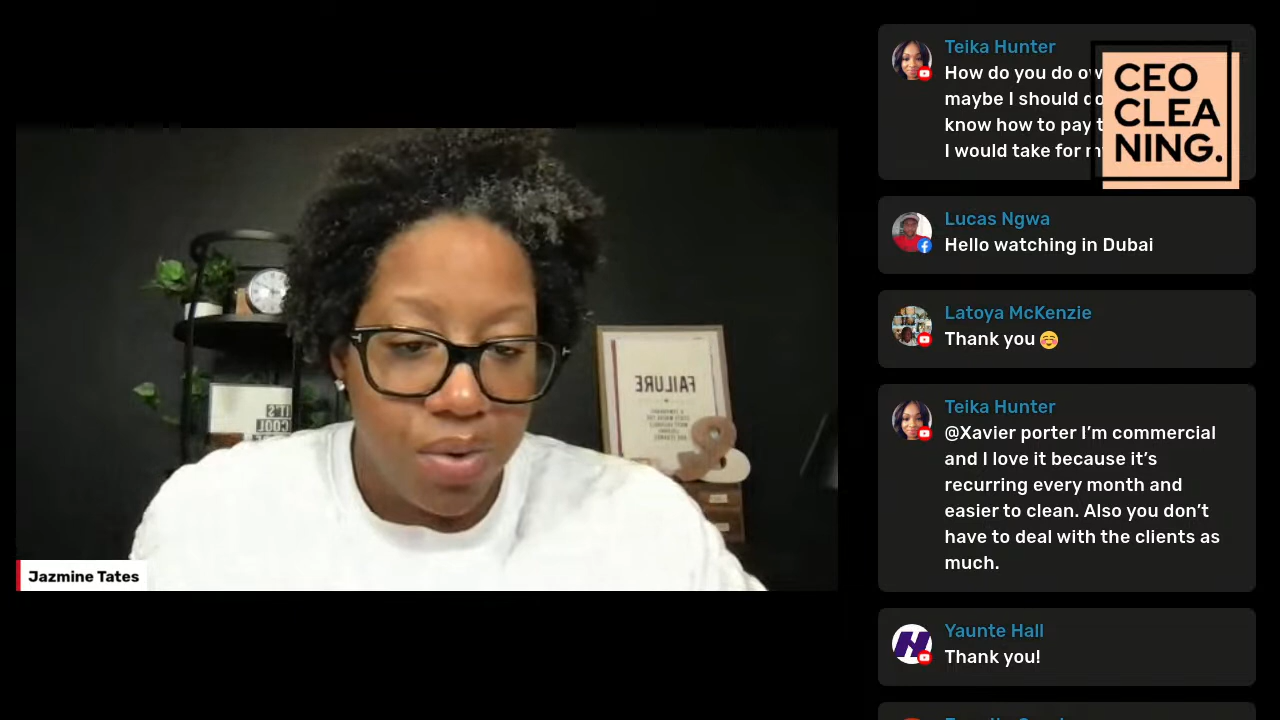 Teika Hunter
How do you do
maybe I should
know how to pay
I would take for
CEO
CLEA
NING.
Lucas Ngwa
Hello watching in Dubai
Latoya McKenzie
Thank you ☺️
Teika Hunter
@Xavier porter I’m commercial
and I love it because it’s
recurring every month and
easier to clean. Also you don’t
have to deal with the clients as
much.
Yaunte Hall
Thank you!
FAILURE
IT'S
COOL
Jazmine Tates